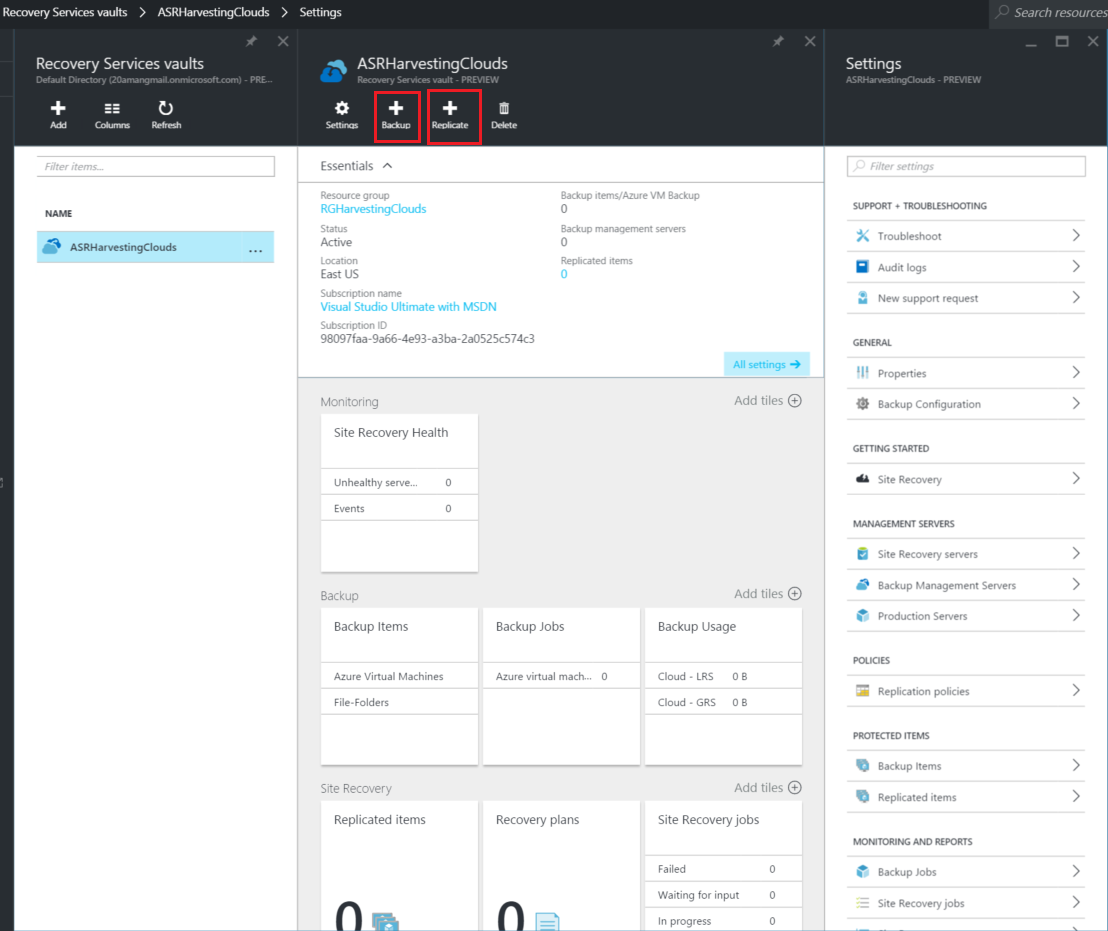 Recovery Services vaults > ASRHarvestingClouds > Settings
Search resources
Recovery Services vaults
Default Directory (20amangmail.onmicrosoft.com) - PRE...
Add Columns Refresh
Filter items...
NAME
ASRHarvestingClouds ...
ASRHarvestingClouds
Recovery Services vault - PREVIEW
Settings Backup Replicate Delete
Essentials
Resource group
RGHarvestingClouds
Status
Active
Location
East US
Subscription name
Visual Studio Ultimate with MSDN
Subscription ID
98097faa-9a66-4e93-a3ba-2a0525c574c3
Backup items/Azure VM Backup
0
Backup management servers
0
Replicated items
0
All settings →
Monitoring
Add tiles
Site Recovery Health
Unhealthy serve... 0
Events 0
Backup
Add tiles
Backup Items
Azure Virtual Machines
File-Folders
Backup Jobs
Azure virtual mach... 0
Backup Usage
Cloud - LRS 0 B
Cloud - GRS 0 B
Site Recovery
Add tiles
Replicated items
0
Recovery plans
0
Site Recovery jobs
Failed 0
Waiting for input 0
In progress 0
Settings
ASRHarvestingClouds - PREVIEW
Filter settings
SUPPORT + TROUBLESHOOTING
Troubleshoot
Audit logs
New support request
GENERAL
Properties
Backup Configuration
GETTING STARTED
Site Recovery
MANAGEMENT SERVERS
Site Recovery servers
Backup Management Servers
Production Servers
POLICIES
Replication policies
PROTECTED ITEMS
Backup Items
Replicated items
MONITORING AND REPORTS
Backup Jobs
Site Recovery jobs